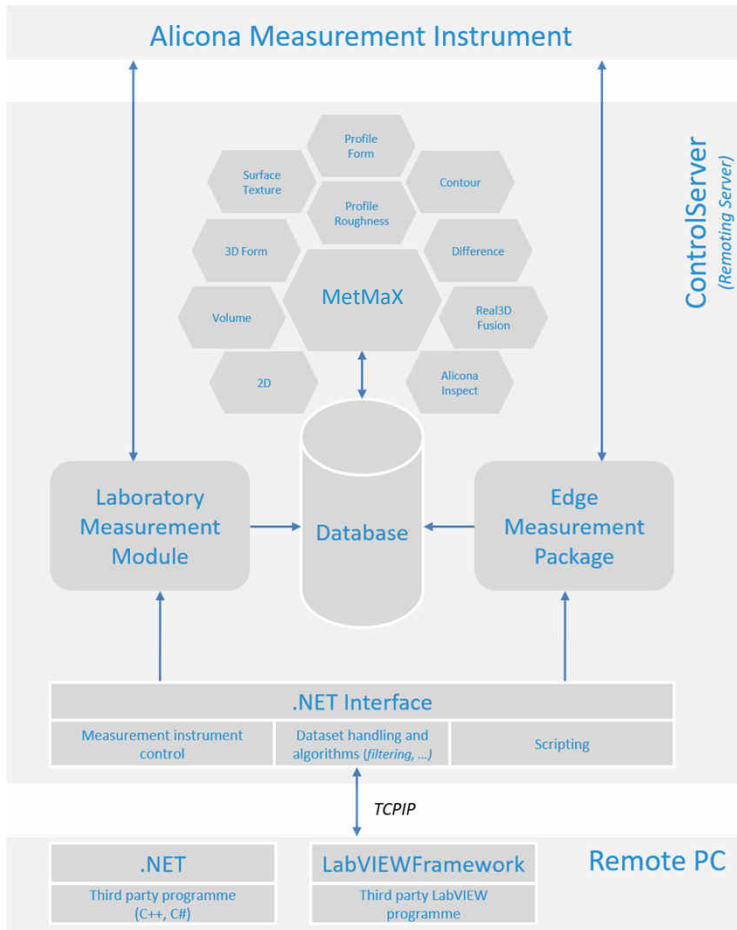 Alicona Measurement Instrument
ControlServer
(Remoting Server)
Profile
Form
Surface
Texture
Contour
Profile
Roughness
3D Form
Difference
MetMaX
Volume
Real3D
Fusion
2D
Alicona
Inspect
Laboratory
Measurement
Module
Database
Edge
Measurement
Package
.NET Interface
Measurement instrument
control
Dataset handling and
algorithms (filtering, ...)
Scripting
TCPIP
Remote PC
.NET
Third party programme
(C++, C#)
LabVIEWFramework
Third party LabVIEW
programme